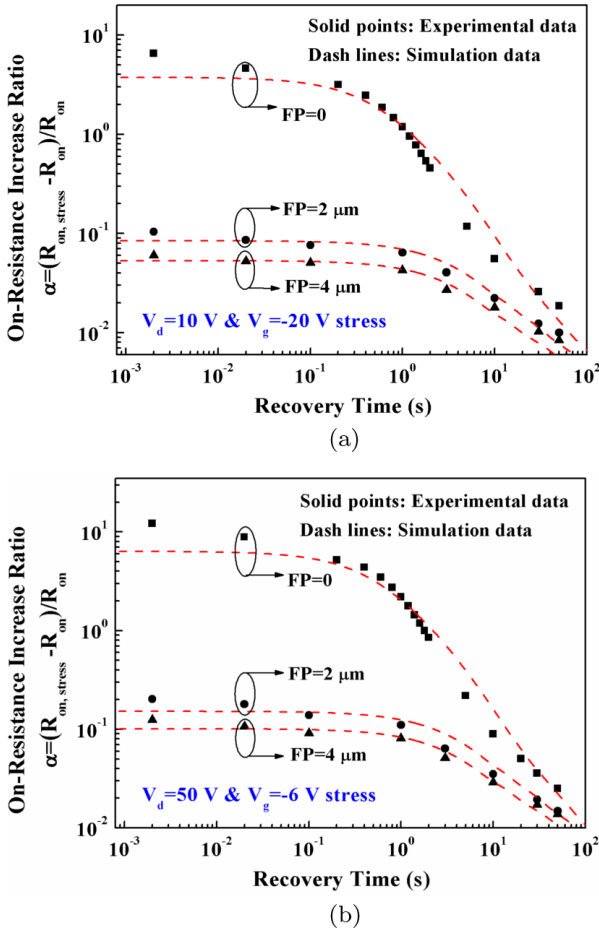 Solid points: Experimental data
Dash lines: Simulation data
On-Resistance Increase Ratio
α=(R_on, stress -R_on)/R_on
10^1
10^0
10^-1
10^-2
FP=0
FP=2 μm
FP=4 μm
V_d=10 V & V_g=-20 V stress
10^-3 10^-2 10^-1 10^0 10^1 10^2
Recovery Time (s)
(a)
Solid points: Experimental data
Dash lines: Simulation data
On-Resistance Increase Ratio
α=(R_on, stress -R_on)/R_on
10^1
10^0
10^-1
10^-2
FP=0
FP=2 μm
FP=4 μm
V_d=50 V & V_g=-6 V stress
10^-3 10^-2 10^-1 10^0 10^1 10^2
Recovery Time (s)
(b)